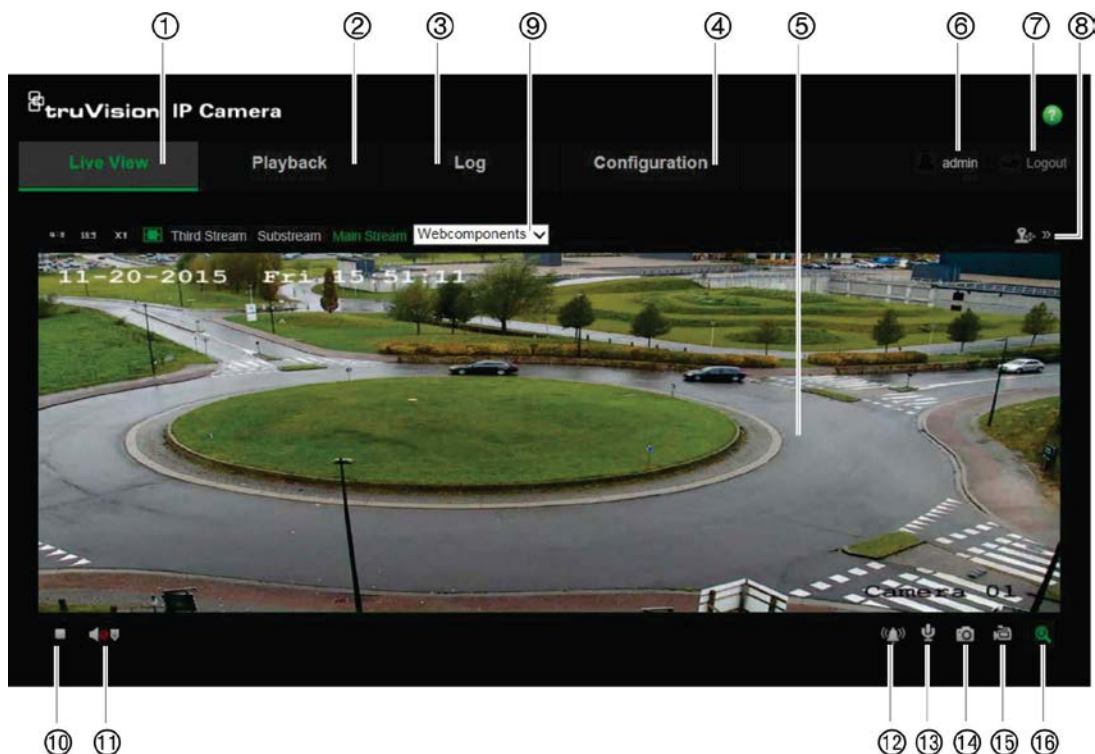 ① ② ③ ⑨ ④ ⑤ ⑥ ⑦ ⑧
truVision IP Camera ?
Live View Playback Log Configuration admin Logout
4:3 16:9 X1 Third Stream Substream Main Stream Webcomponents »
11-20-2015 Fri 15:51:11
Camera 01
⑩ ⑪ ⑫ ⑬ ⑭ ⑮ ⑯